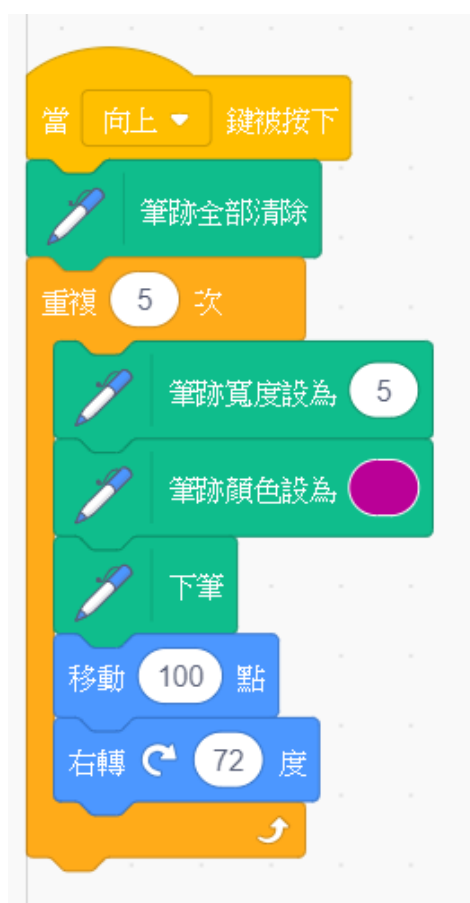 當 向上 鍵被按下
筆跡全部清除
重複 5 次
筆跡寬度設為 5
筆跡顏色設為
下筆
移動 100 點
右轉 72 度